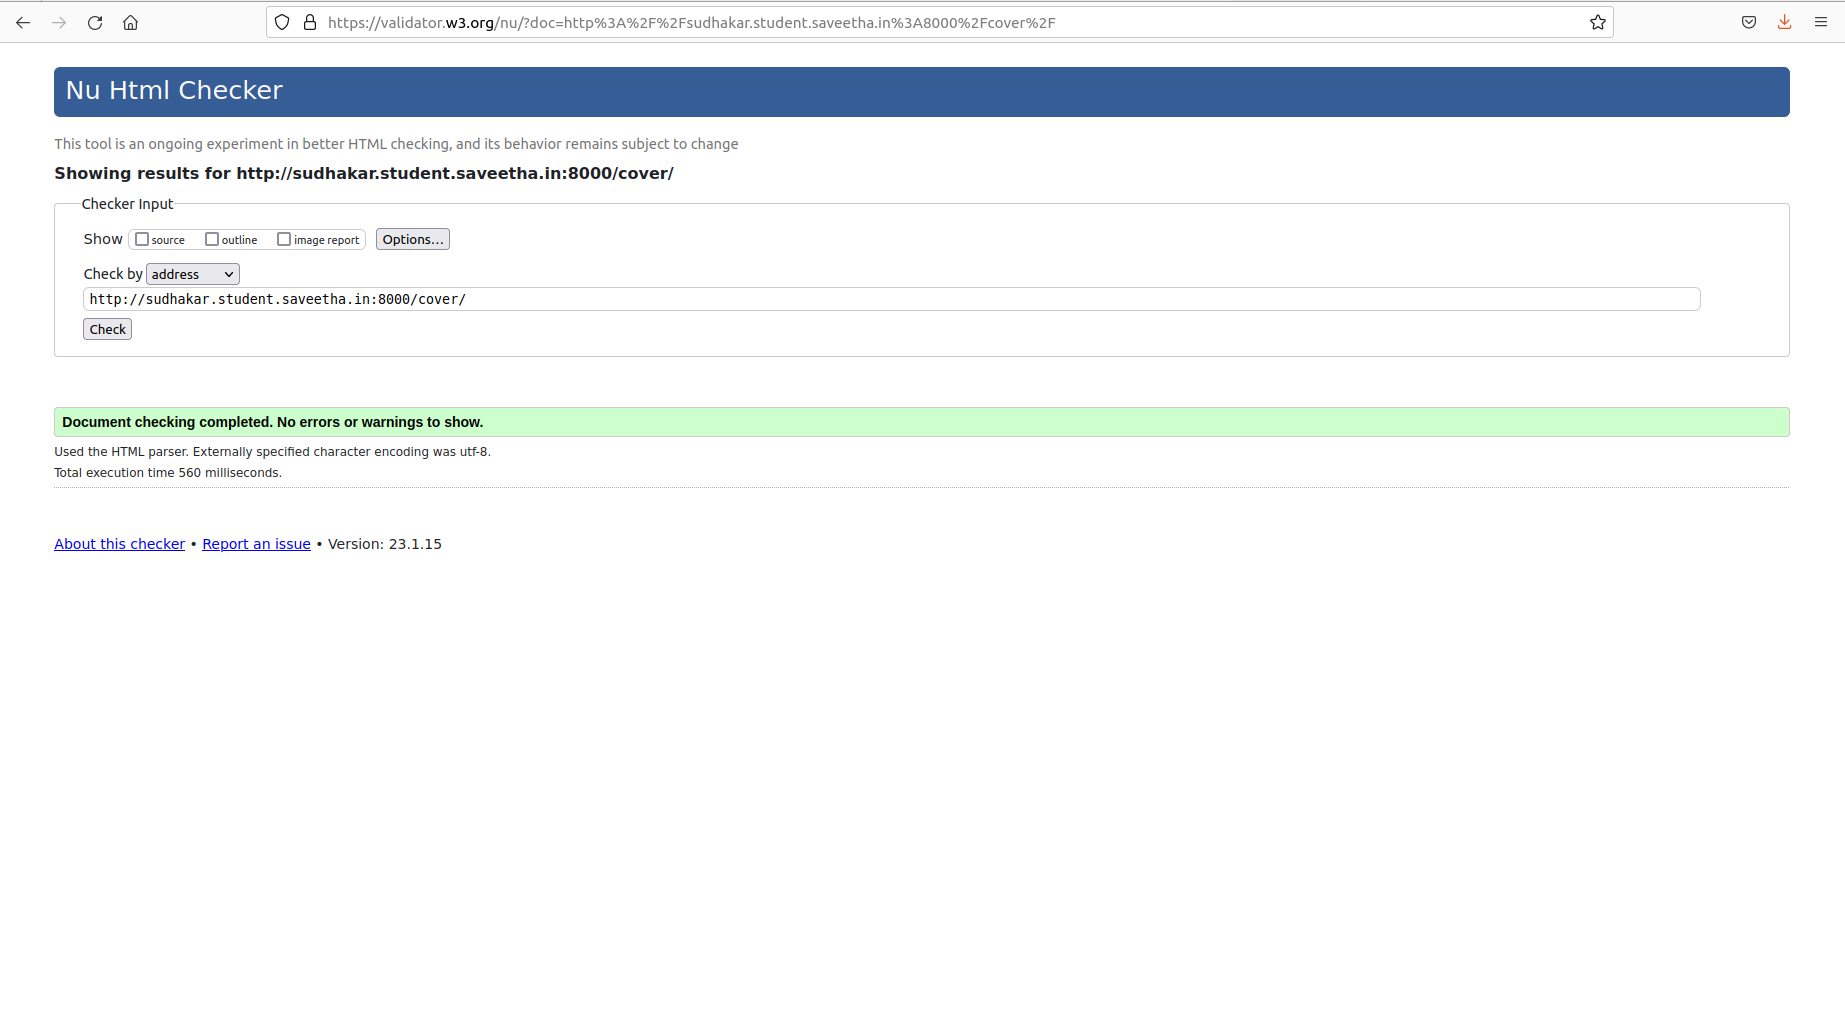 https://validator.w3.org/nu/?doc=http%3A%2F%2Fsudhakar.student.saveetha.in%3A8000%2Fcover%2F
Nu Html Checker
This tool is an ongoing experiment in better HTML checking, and its behavior remains subject to change
Showing results for http://sudhakar.student.saveetha.in:8000/cover/
Checker Input
Show source outline image report Options...
Check by address
http://sudhakar.student.saveetha.in:8000/cover/
Check
Document checking completed. No errors or warnings to show.
Used the HTML parser. Externally specified character encoding was utf-8.
Total execution time 560 milliseconds.
About this checker • Report an issue • Version: 23.1.15